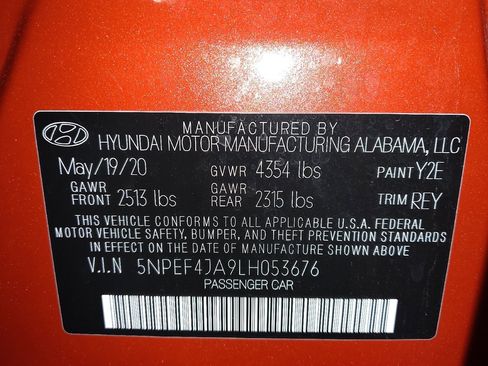 MANUFACTURED BY
HYUNDAI MOTOR MANUFACTURING ALABAMA, LLC
May/19/20 GVWR 4354 lbs PAINT Y2E
GAWR FRONT 2513 lbs GAWR REAR 2315 lbs TRIM REY
THIS VEHICLE CONFORMS TO ALL APPLICABLE U.S.A. FEDERAL
MOTOR VEHICLE SAFETY, BUMPER, AND THEFT PREVENTION STANDARDS
IN EFFECT ON THE DATE OF MANUFACTURE SHOWN ABOVE.
V.I.N 5NPEF4JA9LH053676
PASSENGER CAR